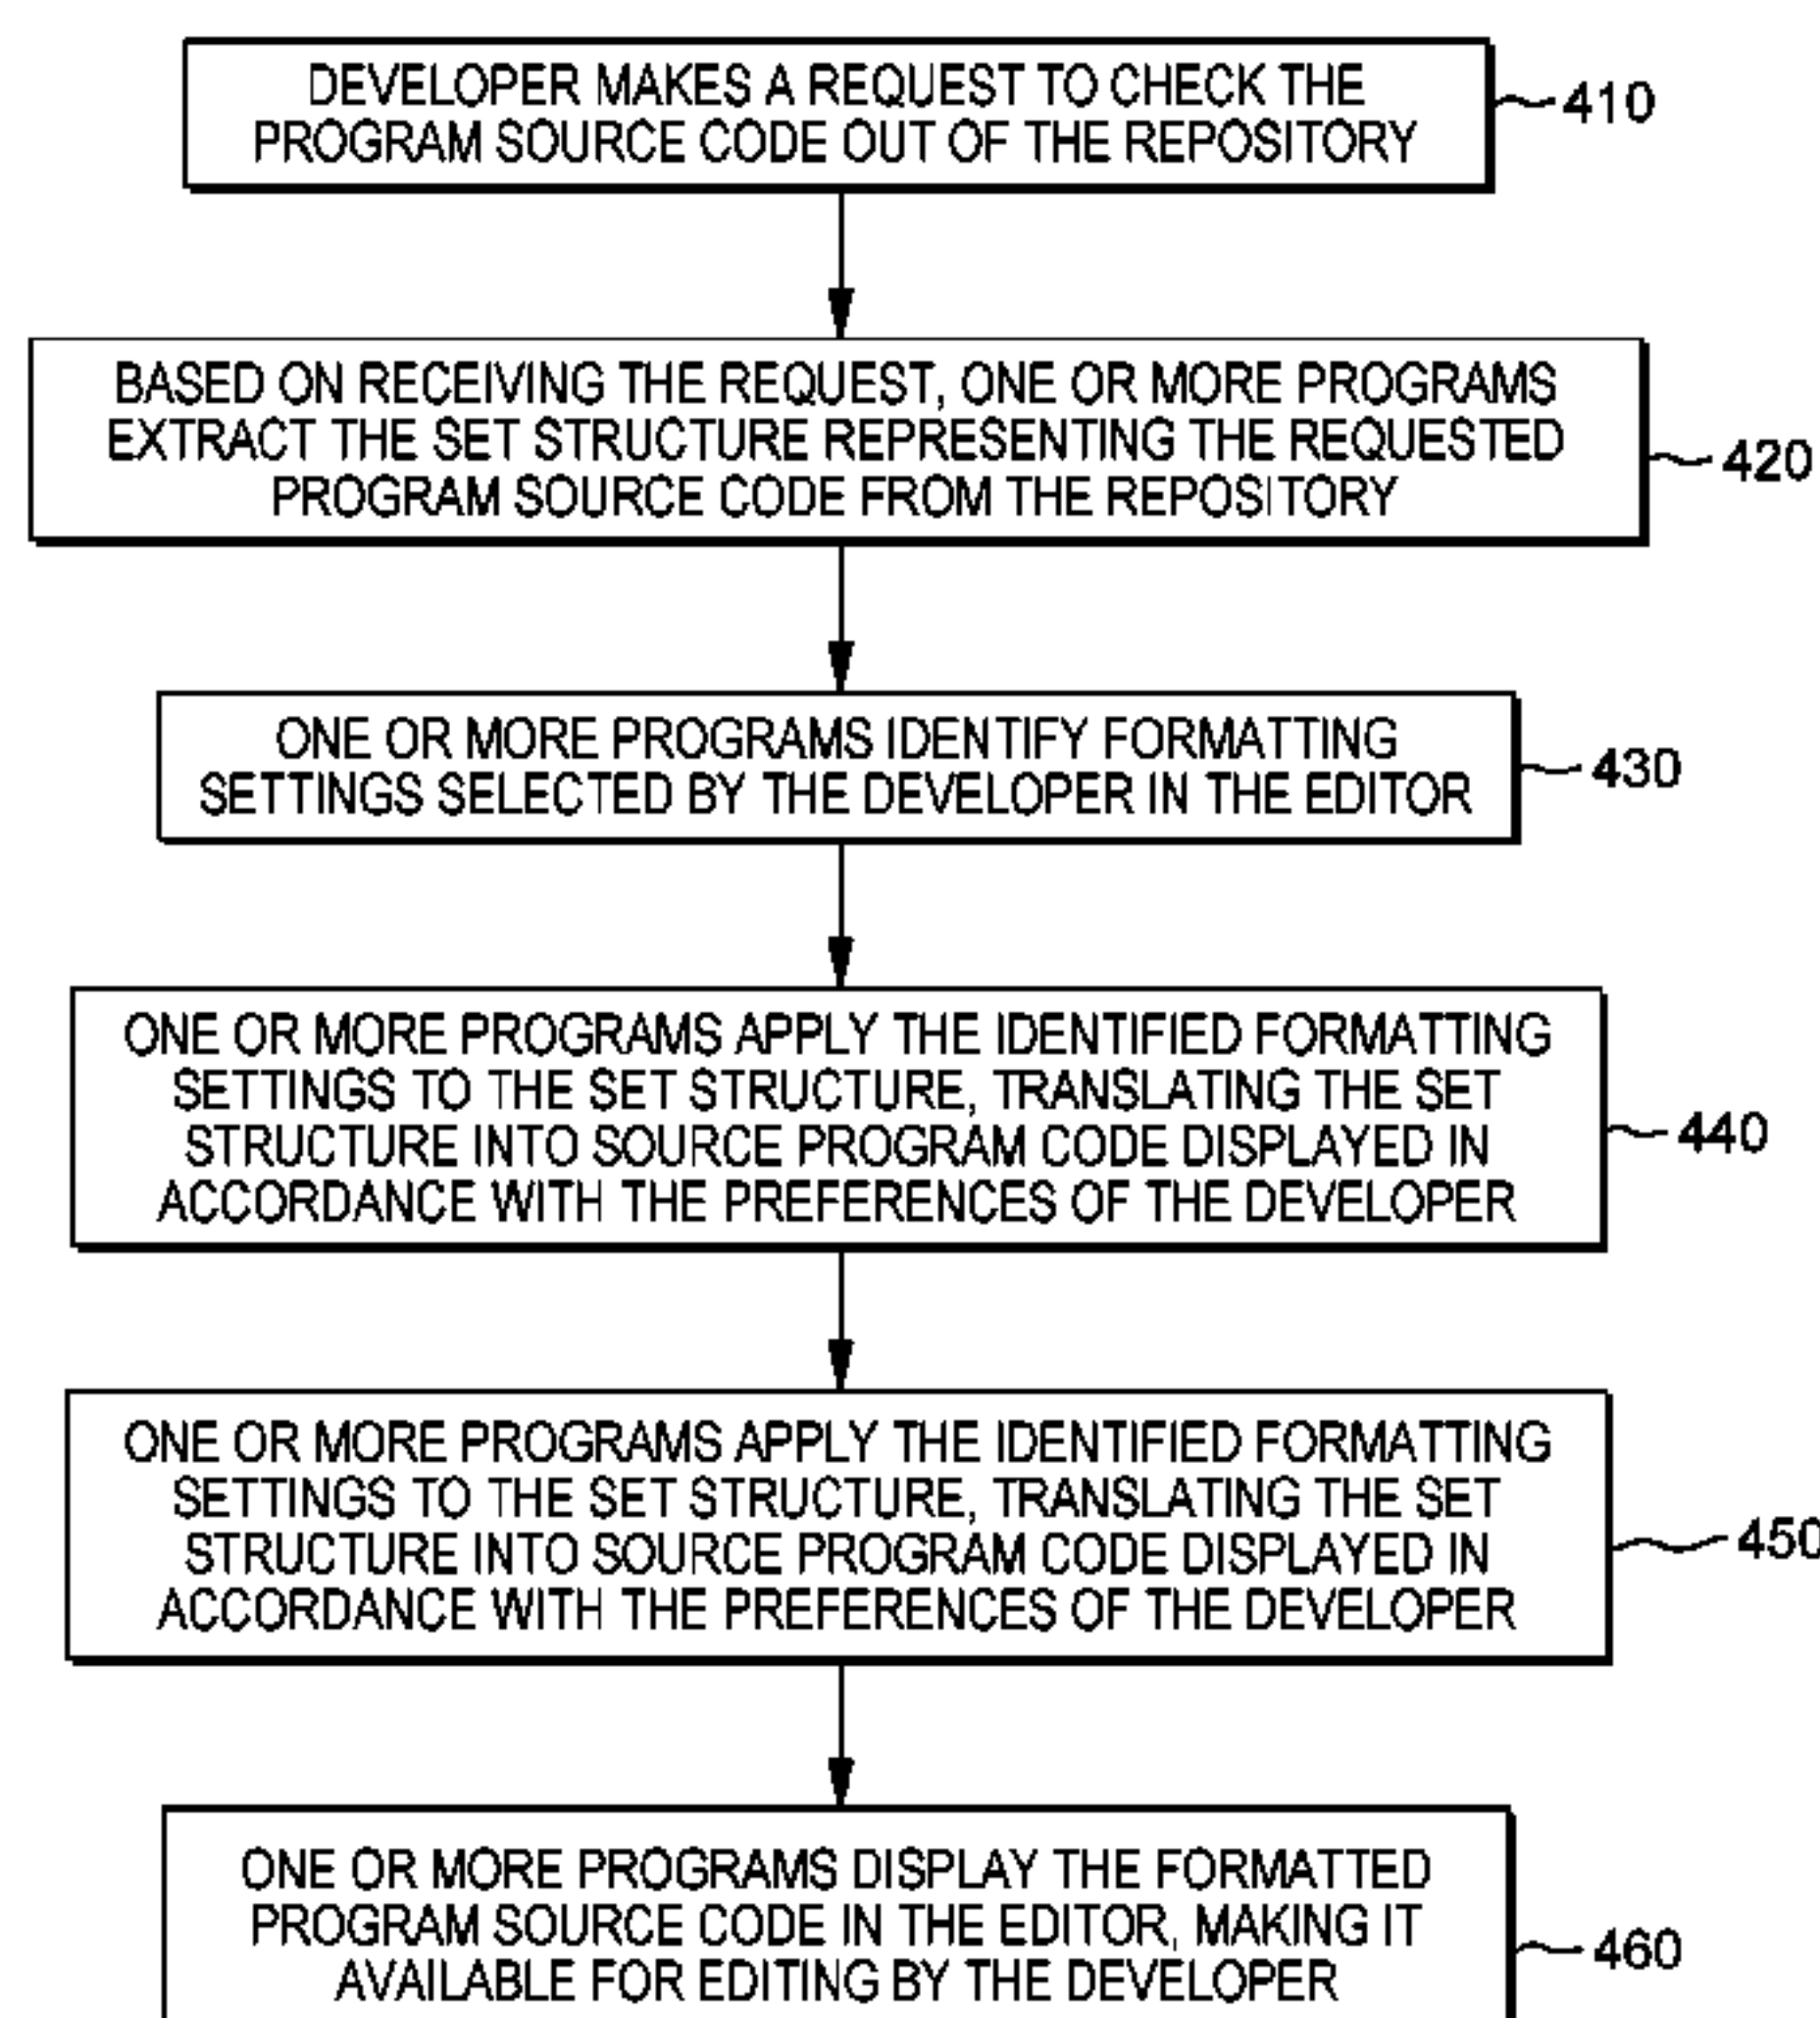 DEVELOPER MAKES A REQUEST TO CHECK THE
PROGRAM SOURCE CODE OUT OF THE REPOSITORY
410
BASED ON RECEIVING THE REQUEST, ONE OR MORE PROGRAMS
EXTRACT THE SET STRUCTURE REPRESENTING THE REQUESTED
PROGRAM SOURCE CODE FROM THE REPOSITORY
420
ONE OR MORE PROGRAMS IDENTIFY FORMATTING
SETTINGS SELECTED BY THE DEVELOPER IN THE EDITOR
430
ONE OR MORE PROGRAMS APPLY THE IDENTIFIED FORMATTING
SETTINGS TO THE SET STRUCTURE, TRANSLATING THE SET
STRUCTURE INTO SOURCE PROGRAM CODE DISPLAYED IN
ACCORDANCE WITH THE PREFERENCES OF THE DEVELOPER
440
ONE OR MORE PROGRAMS APPLY THE IDENTIFIED FORMATTING
SETTINGS TO THE SET STRUCTURE, TRANSLATING THE SET
STRUCTURE INTO SOURCE PROGRAM CODE DISPLAYED IN
ACCORDANCE WITH THE PREFERENCES OF THE DEVELOPER
450
ONE OR MORE PROGRAMS DISPLAY THE FORMATTED
PROGRAM SOURCE CODE IN THE EDITOR, MAKING IT
AVAILABLE FOR EDITING BY THE DEVELOPER
460